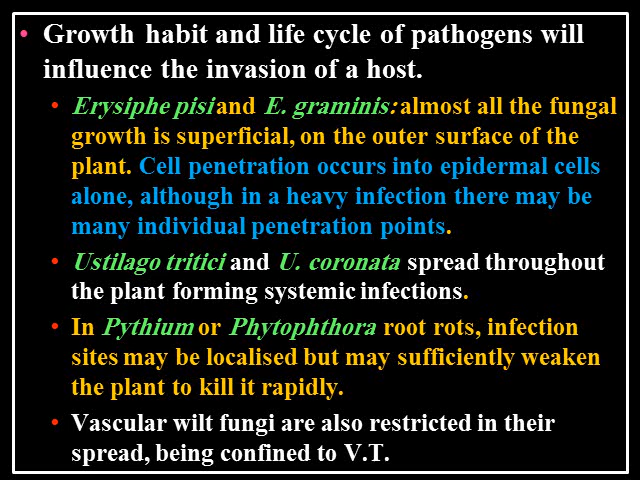 • Growth habit and life cycle of pathogens will
influence the invasion of a host.
• Erysiphe pisi and E. graminis: almost all the fungal
growth is superficial, on the outer surface of the
plant. Cell penetration occurs into epidermal cells
alone, although in a heavy infection there may be
many individual penetration points.
• Ustilago tritici and U. coronata spread throughout
the plant forming systemic infections.
• In Pythium or Phytophthora root rots, infection
sites may be localised but may sufficiently weaken
the plant to kill it rapidly.
• Vascular wilt fungi are also restricted in their
spread, being confined to V.T.